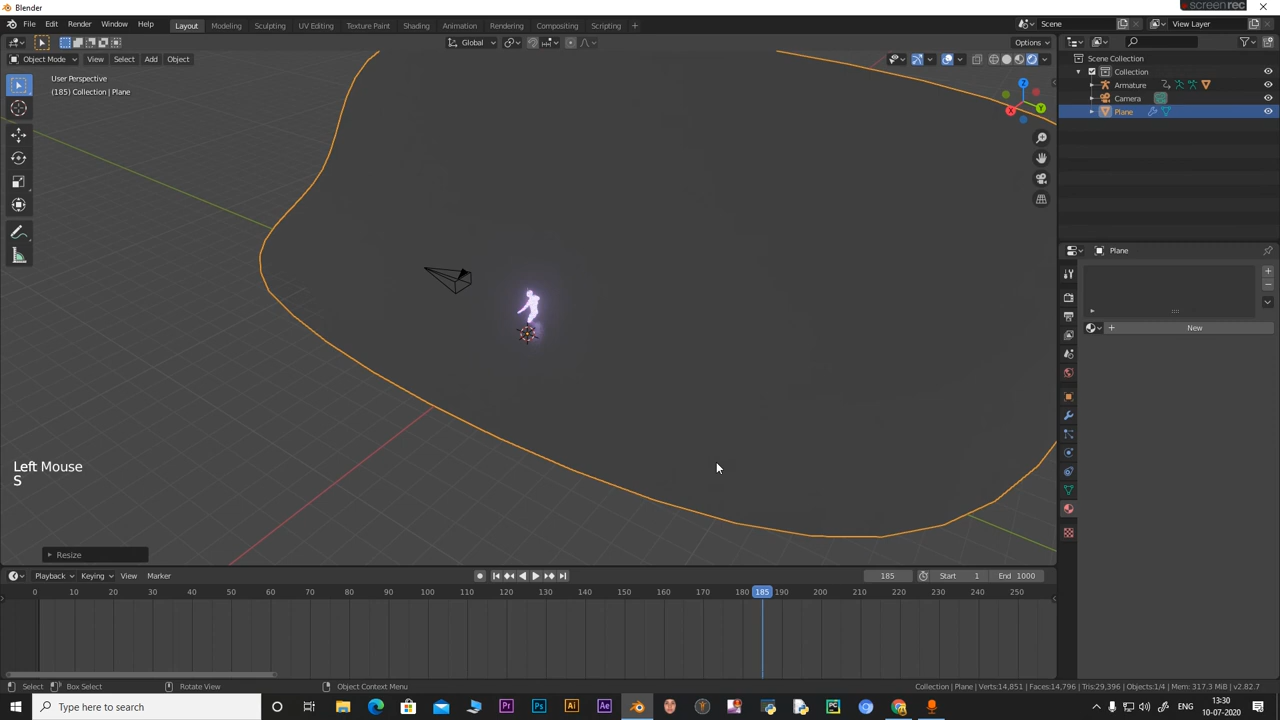 Blender
screenrec
File Edit Render Window Help Layout Modeling Sculpting UV Editing Texture Paint Shading Animation Rendering Compositing Scripting + Scene View Layer
Global Options
Object Mode View Select Add Object
User Perspective
(185) Collection | Plane
Z
Y
X
Left Mouse
S
Resize
Scene Collection
Collection
Armature
Camera
Plane
Plane
+
−
+ New
Playback Keying View Marker 185 Start 1 End 1000
0 10 20 30 40 50 60 70 80 90 100 110 120 130 140 150 160 170 180 185 190 200 210 220 230 240 250
Select Box Select Rotate View Object Context Menu Collection | Plane | Verts:14,851 | Faces:14,796 | Tris:29,396 | Objects:1/4 | Mem: 317.3 MiB | v2.82.7
Type here to search
Pr Ps Ai Ae PC
ENG
13:30
10-07-2020